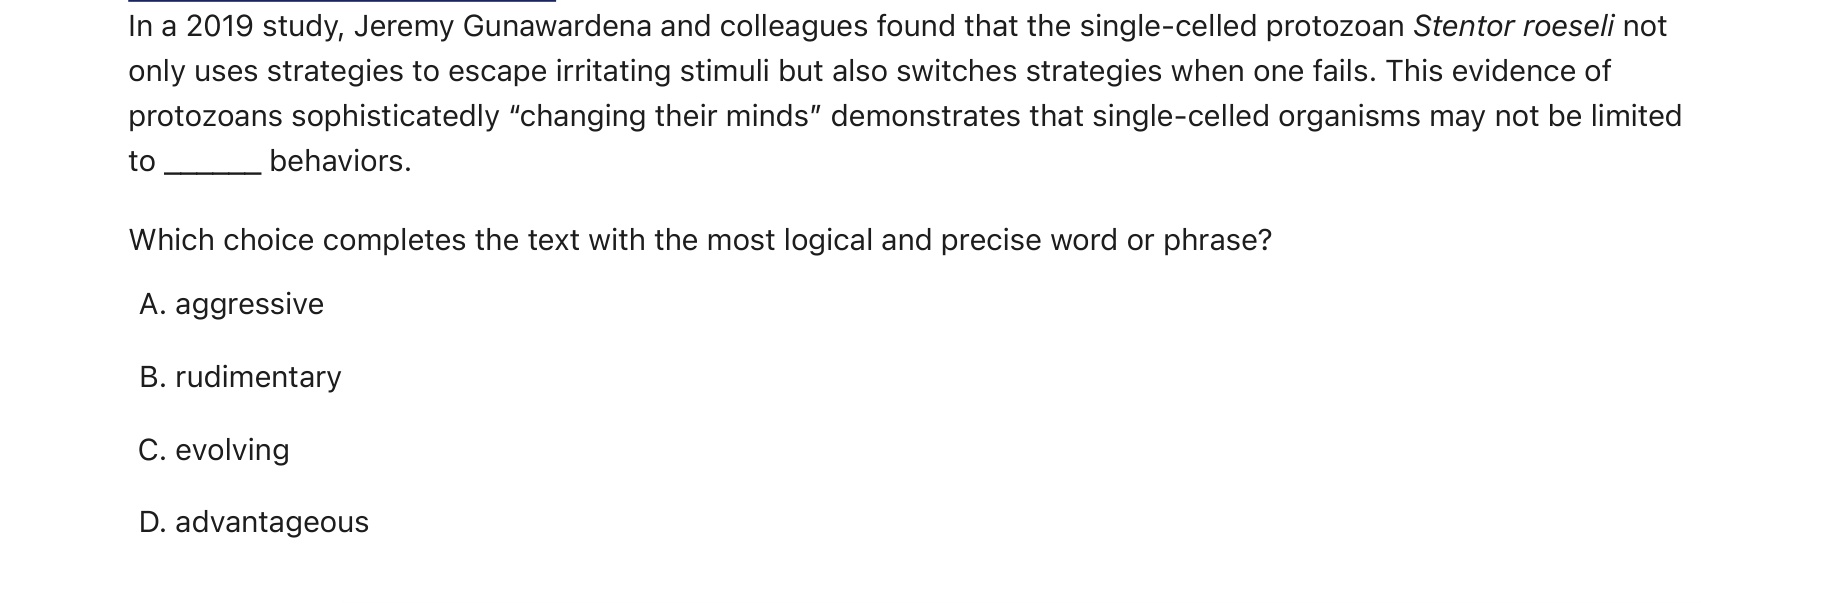 In a 2019 study, Jeremy Gunawardena and colleagues found that the single-celled protozoan Stentor roeseli not
only uses strategies to escape irritating stimuli but also switches strategies when one fails. This evidence of
protozoans sophisticatedly “changing their minds” demonstrates that single-celled organisms may not be limited
to ______ behaviors.
Which choice completes the text with the most logical and precise word or phrase?
A. aggressive
B. rudimentary
C. evolving
D. advantageous